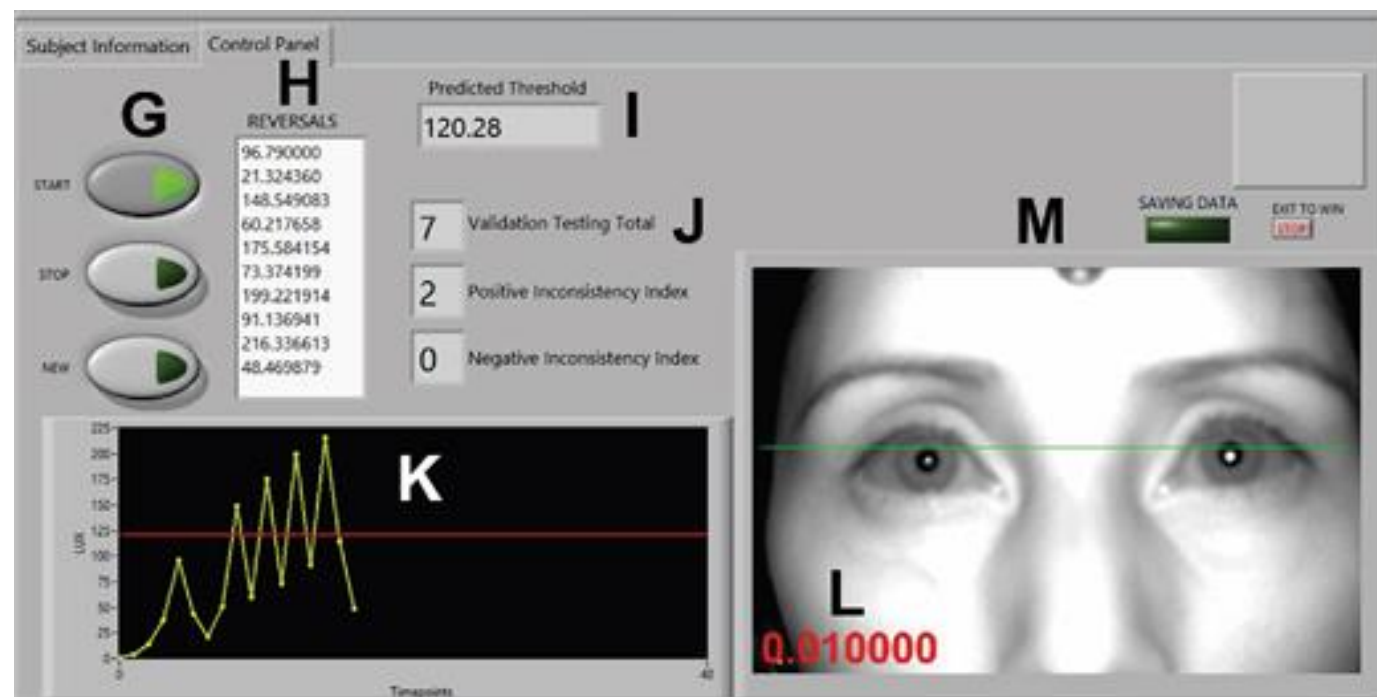 Subject Information Control Panel
G
H
REVERSALS
START
STOP
NEW
96.790000
21.324360
148.549083
60.217658
175.584154
73.374199
199.221914
91.136941
216.336613
48.469879
Predicted Threshold
120.28
I
7 Validation Testing Total J
2 Positive Inconsistency Index
0 Negative Inconsistency Index
M
SAVING DATA
EXIT TO WIN
STOP
K
225
200
175
150
125
100
75
50
25
0
LUX
0
40
Timepoints
L
0.010000